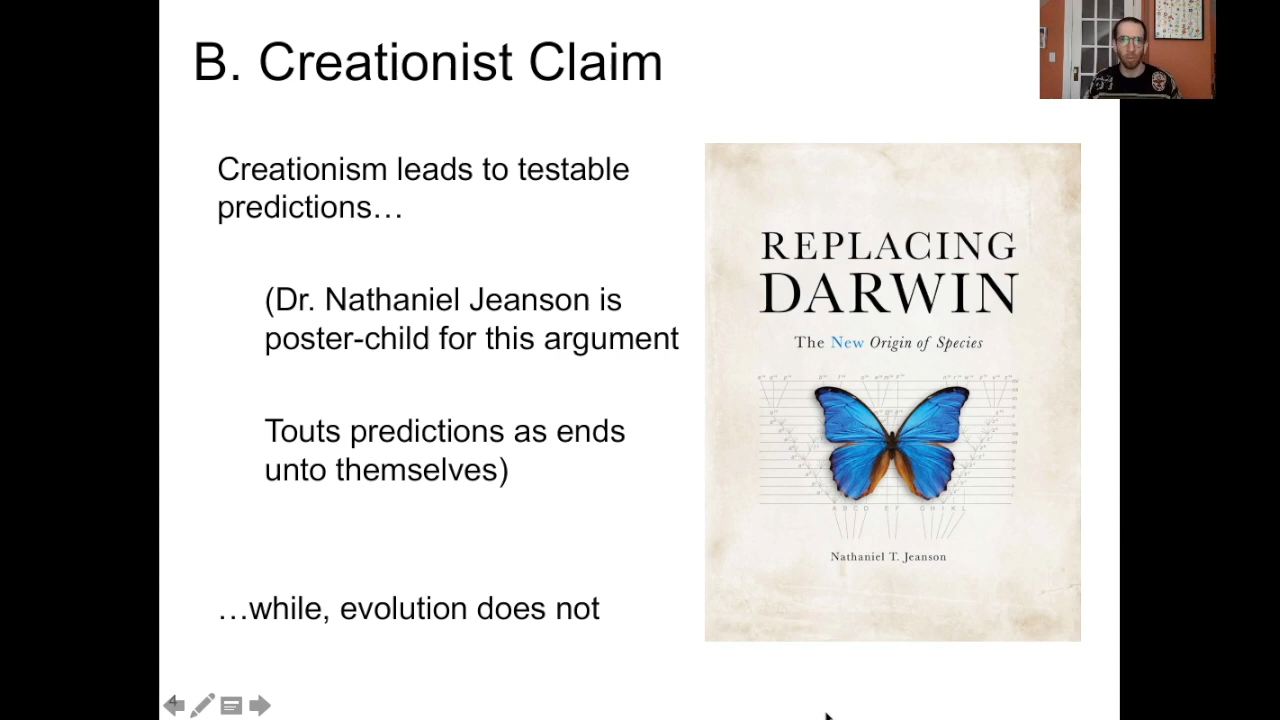 B. Creationist Claim
Creationism leads to testable
predictions…
(Dr. Nathaniel Jeanson is
poster-child for this argument
Touts predictions as ends
unto themselves)
…while, evolution does not
REPLACING
DARWIN
The New Origin of Species
A B C D E F G H I K L
Nathaniel T. Jeanson
4